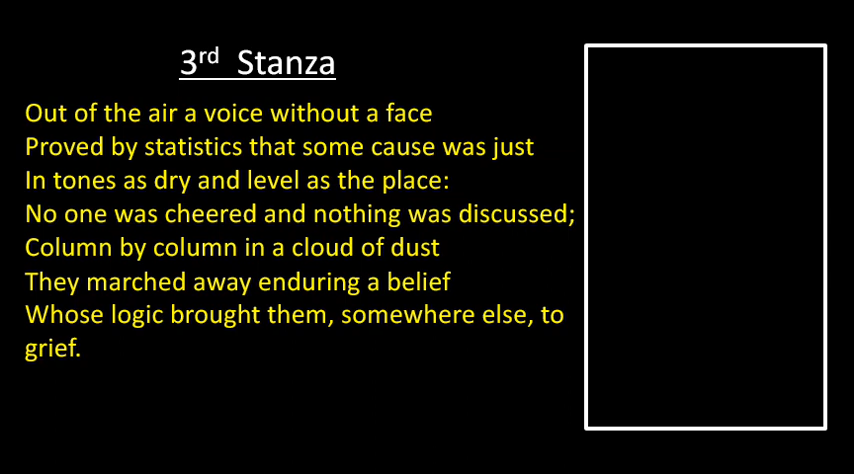 3rd Stanza
Out of the air a voice without a face
Proved by statistics that some cause was just
In tones as dry and level as the place:
No one was cheered and nothing was discussed;
Column by column in a cloud of dust
They marched away enduring a belief
Whose logic brought them, somewhere else, to
grief.